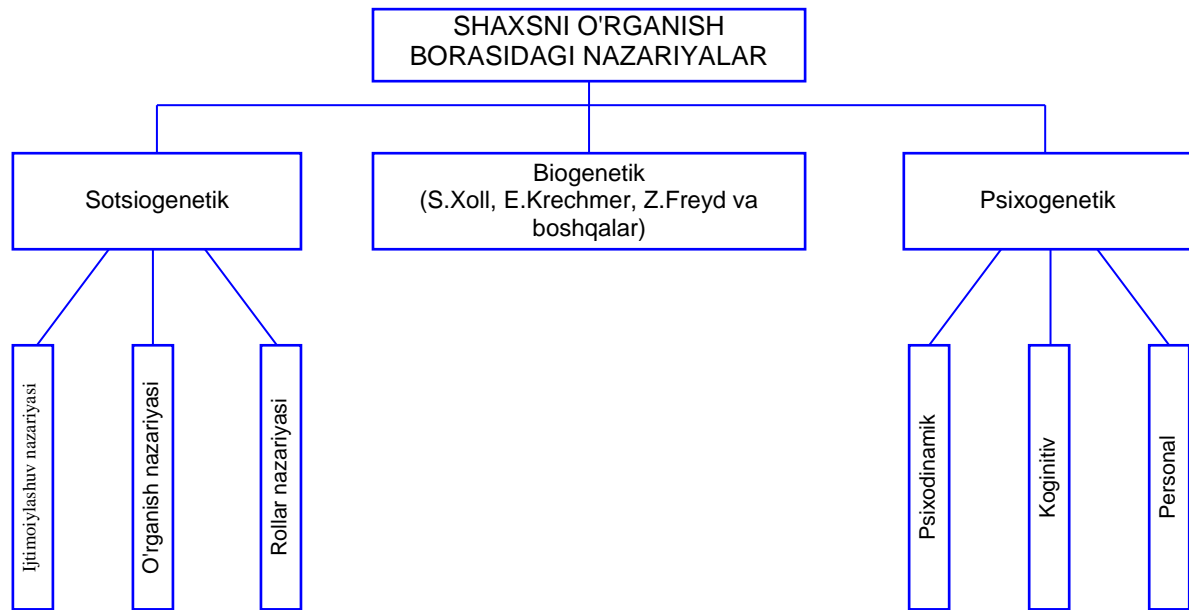 SHAXSNI O'RGANISH
BORASIDAGI NAZARIYALAR
Sotsiogenetik
Biogenetik
(S.Xoll, E.Krechmer, Z.Freyd va
boshqalar)
Psixogenetik
Ijtimoiylashuv nazariyasi
O'rganish nazariyasi
Rollar nazariyasi
Psixodinamik
Koginitiv
Personal